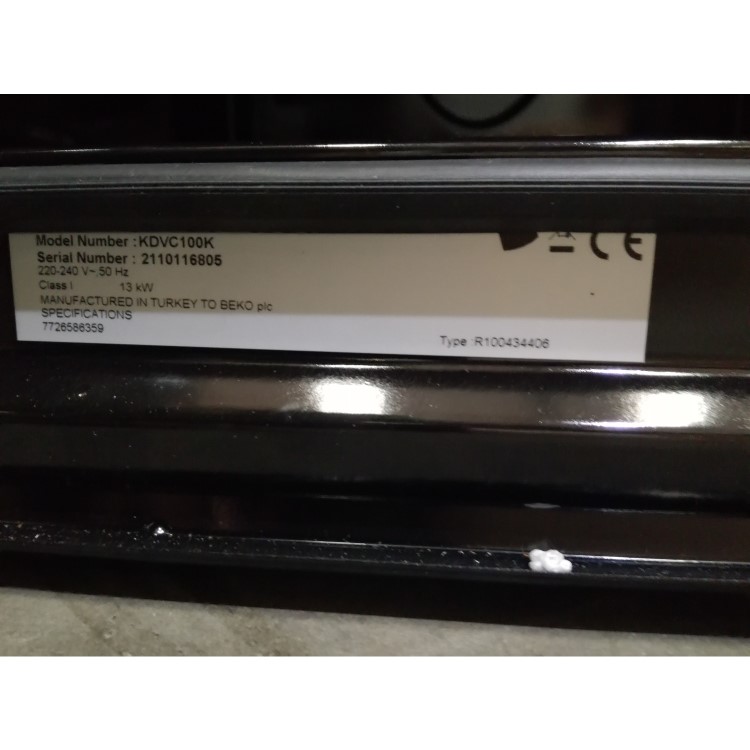 Model Number : KDVC100K
Serial Number : 2110116805
220-240 V~ 50 Hz
Class I 13 kW
MANUFACTURED IN TURKEY TO BEKO plc
SPECIFICATIONS
7726586359
Type :R100434406
CE